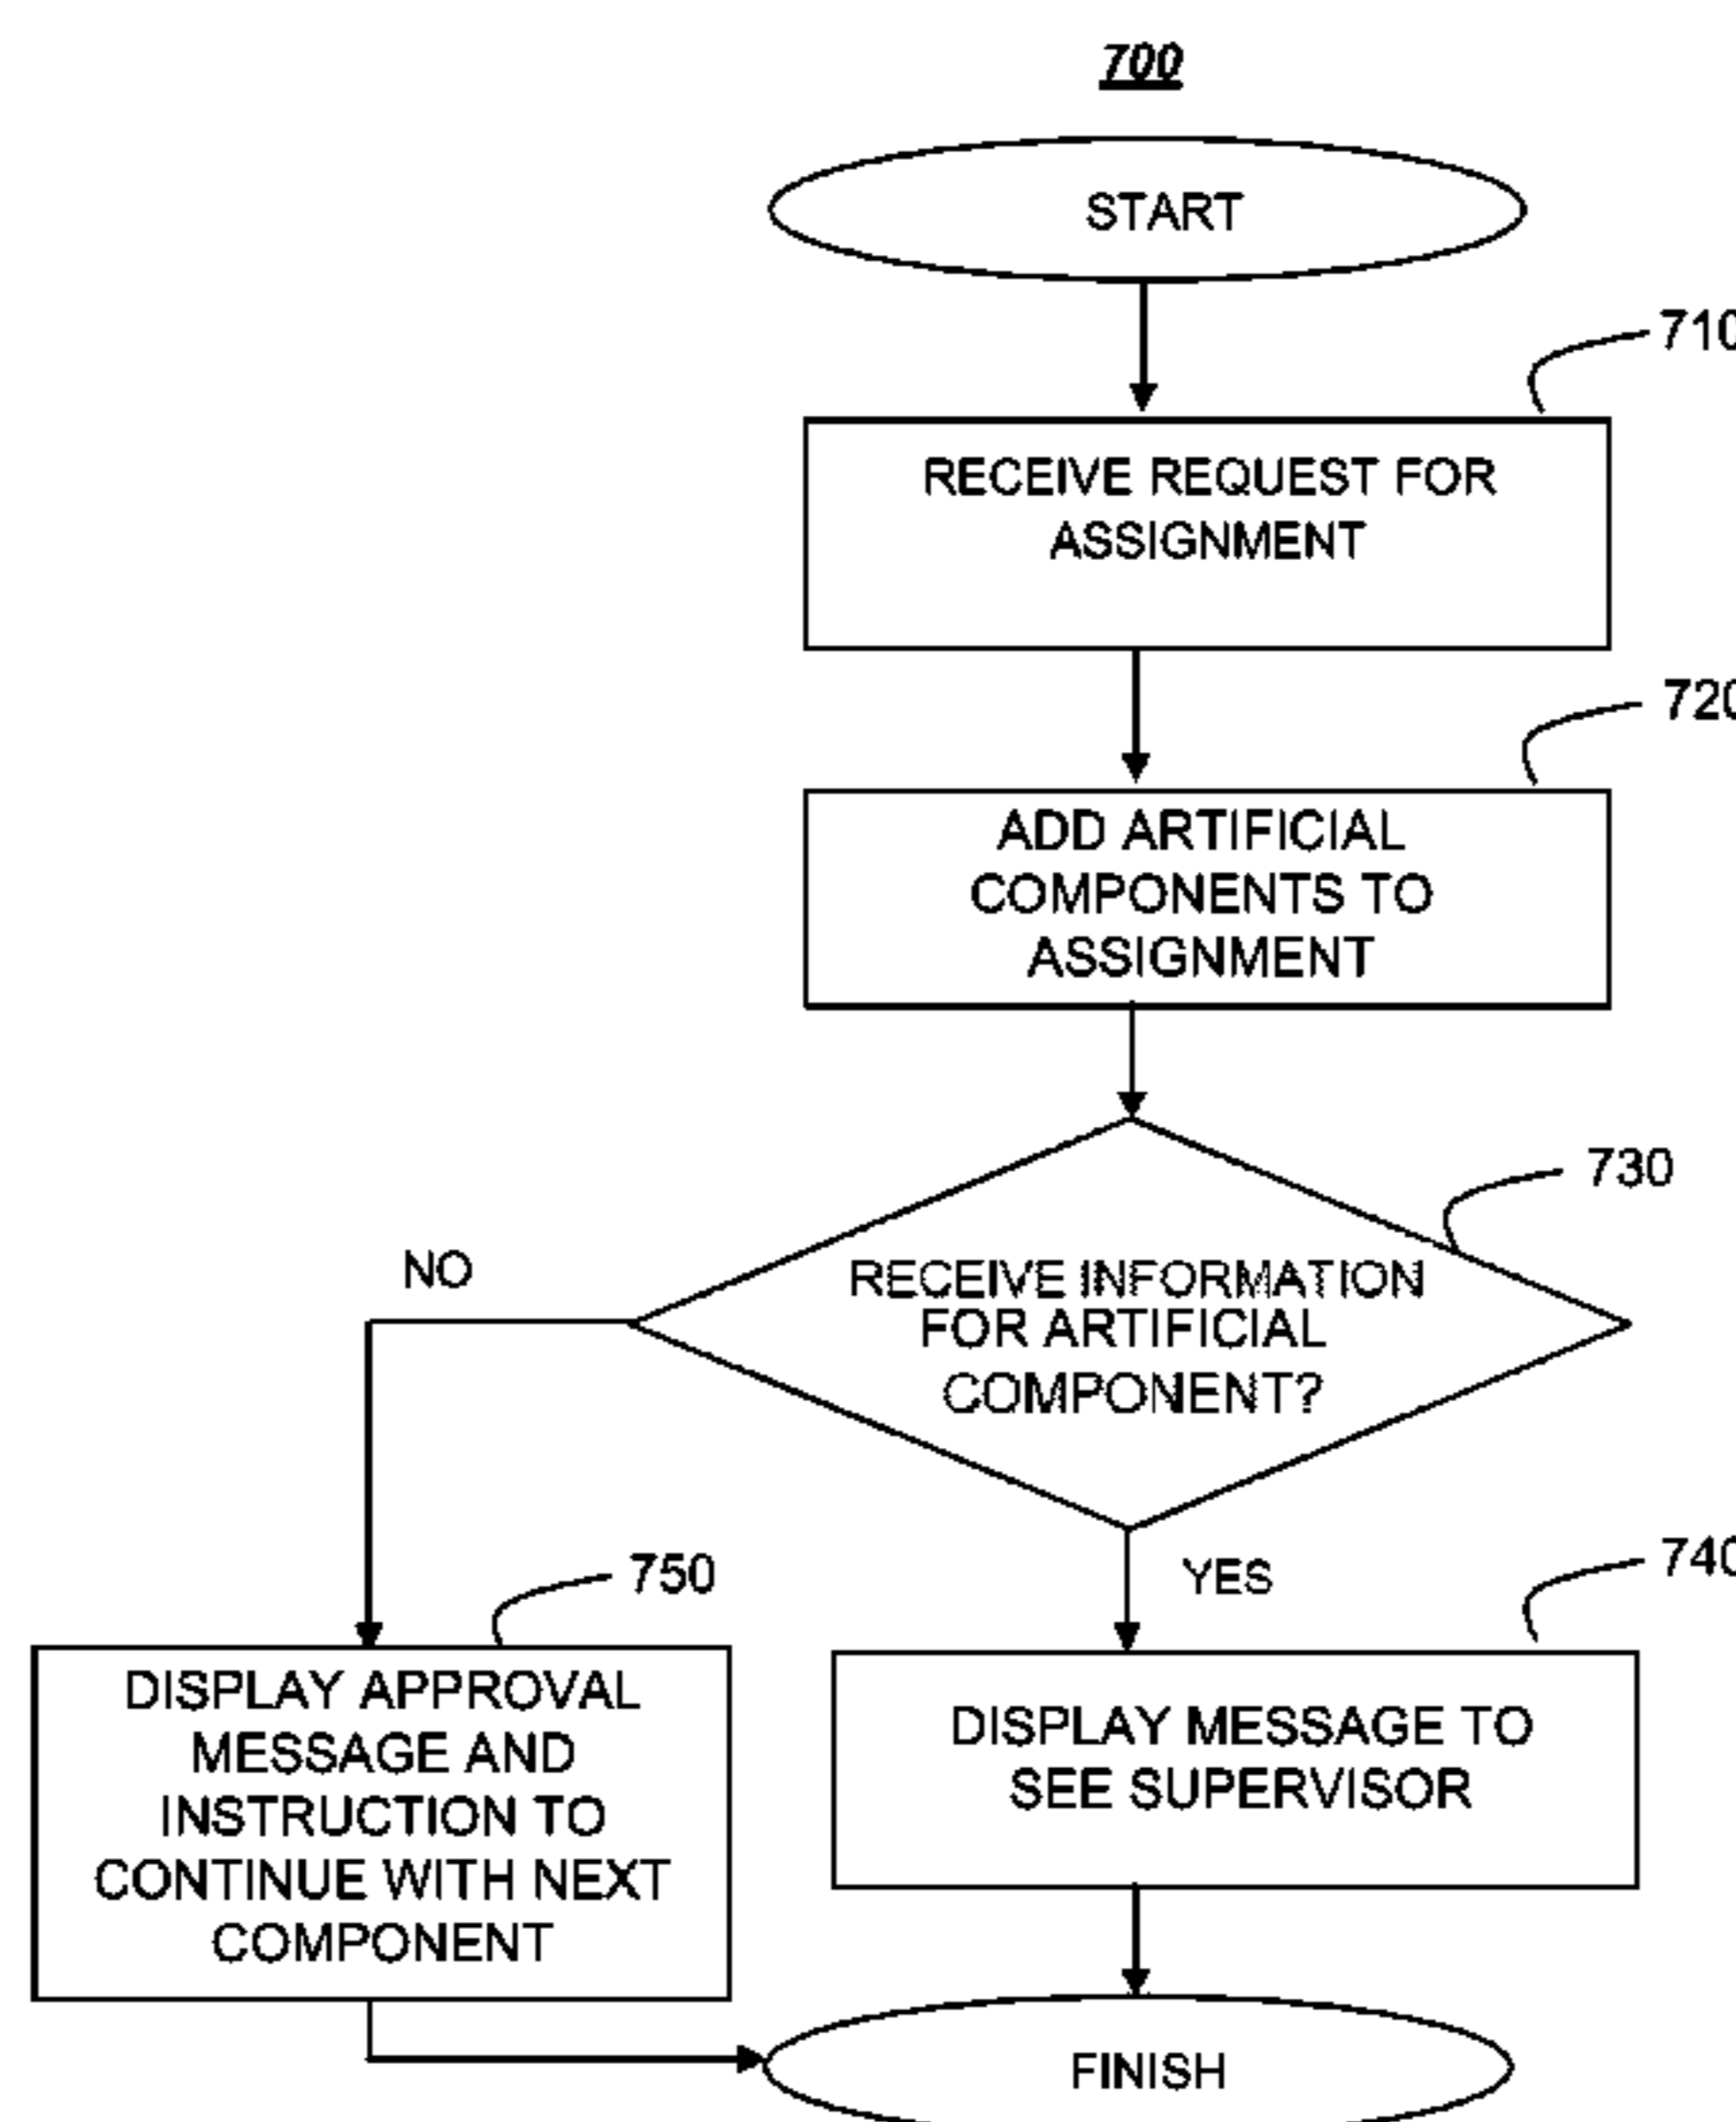 700
START
710
RECEIVE REQUEST FOR
ASSIGNMENT
720
ADD ARTIFICIAL
COMPONENTS TO
ASSIGNMENT
730
RECEIVE INFORMATION
FOR ARTIFICIAL
COMPONENT?
NO
YES
740
750
DISPLAY APPROVAL
MESSAGE AND
INSTRUCTION TO
CONTINUE WITH NEXT
COMPONENT
DISPLAY MESSAGE TO
SEE SUPERVISOR
FINISH